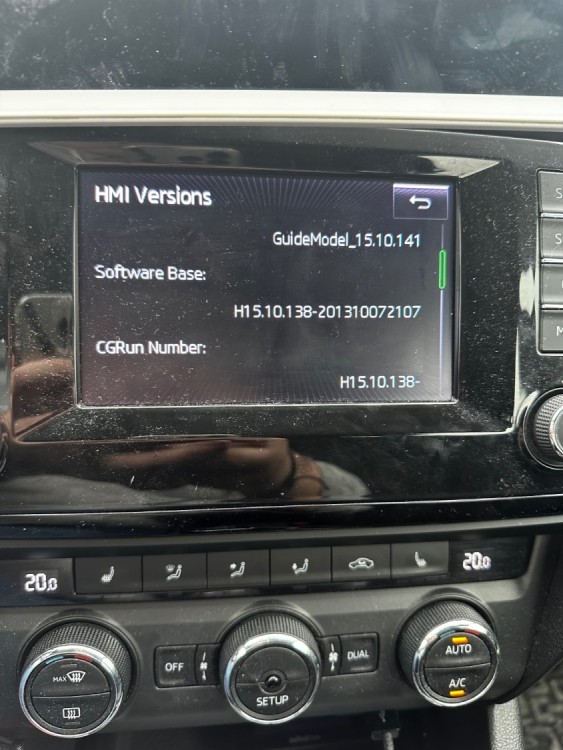 HMI Versions
GuideModel_15.10.141
Software Base:
H15.10.138-201310072107
CGRun Number:
H15.10.138-
S
S
M
20.0
20.0
MAX
OFF
SETUP
DUAL
AUTO
A/C